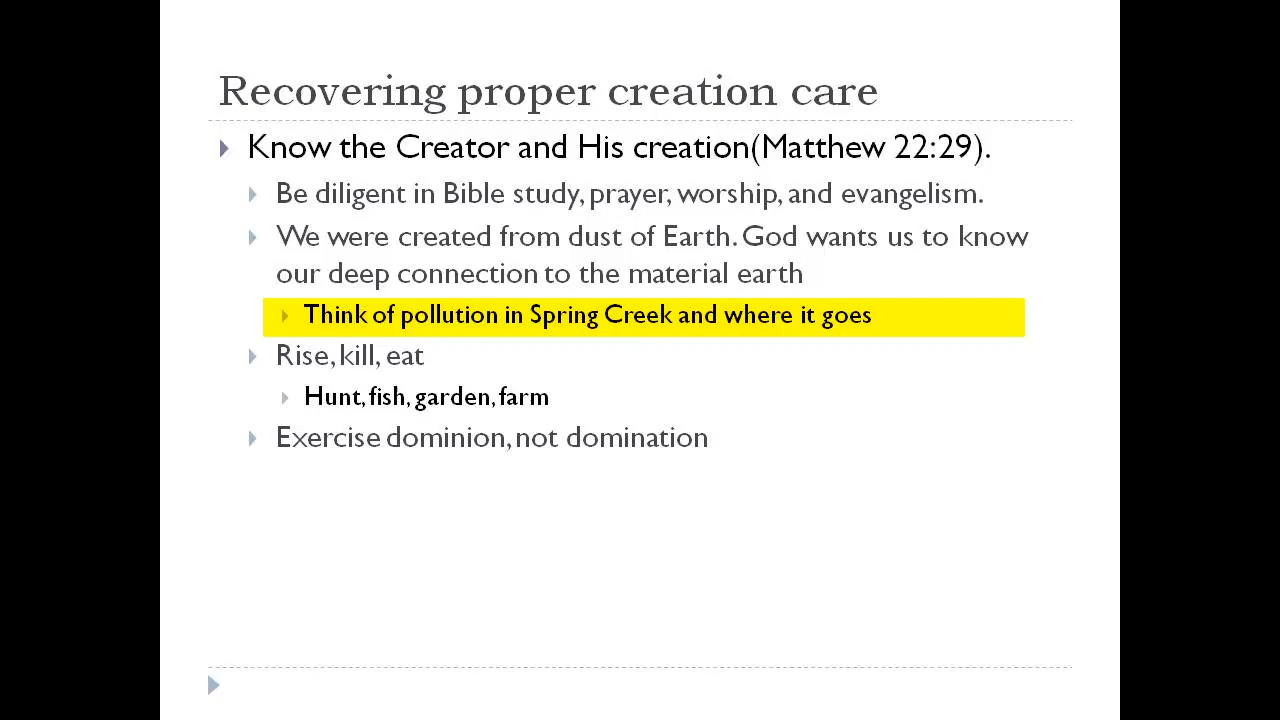 Recovering proper creation care
Know the Creator and His creation(Matthew 22:29).
Be diligent in Bible study, prayer, worship, and evangelism.
We were created from dust of Earth. God wants us to know
our deep connection to the material earth
Think of pollution in Spring Creek and where it goes
Rise, kill, eat
Hunt, fish, garden, farm
Exercise dominion, not domination